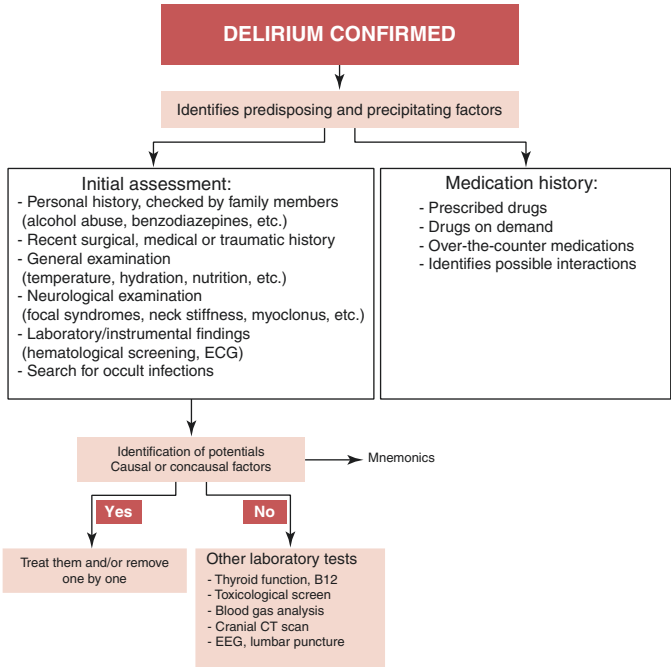 DELIRIUM CONFIRMED
Identifies predisposing and precipitating factors
Initial assessment:
- Personal history, checked by family members
(alcohol abuse, benzodiazepines, etc.)
- Recent surgical, medical or traumatic history
- General examination
(temperature, hydration, nutrition, etc.)
- Neurological examination
(focal syndromes, neck stiffness, myoclonus, etc.)
- Laboratory/instrumental findings
(hematological screening, ECG)
- Search for occult infections
Medication history:
- Prescribed drugs
- Drugs on demand
- Over-the-counter medications
- Identifies possible interactions
Identification of potentials
Causal or concausal factors
Mnemonics
Yes
No
Treat them and/or remove
one by one
Other laboratory tests
- Thyroid function, B12
- Toxicological screen
- Blood gas analysis
- Cranial CT scan
- EEG, lumbar puncture